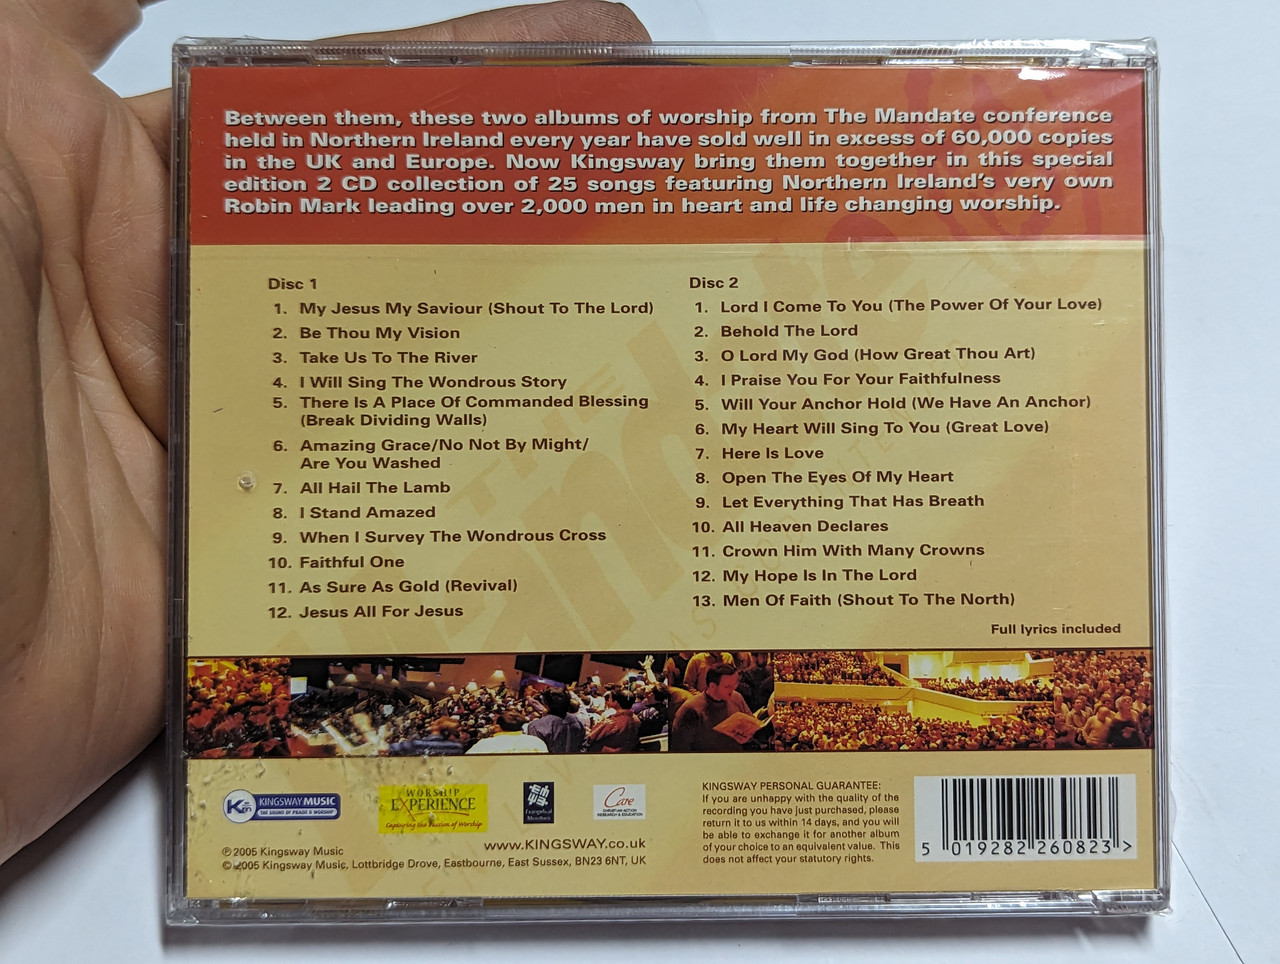 Between them, these two albums of worship from The Mandate conference
held in Northern Ireland every year have sold well in excess of 60,000 copies
in the UK and Europe. Now Kingsway bring them together in this special
edition 2 CD collection of 25 songs featuring Northern Ireland's very own
Robin Mark leading over 2,000 men in heart and life changing worship.
Disc 1
1. My Jesus My Saviour (Shout To The Lord)
2. Be Thou My Vision
3. Take Us To The River
4. I Will Sing The Wondrous Story
5. There Is A Place Of Commanded Blessing
(Break Dividing Walls)
6. Amazing Grace/No Not By Might/
Are You Washed
7. All Hail The Lamb
8. I Stand Amazed
9. When I Survey The Wondrous Cross
10. Faithful One
11. As Sure As Gold (Revival)
12. Jesus All For Jesus
Disc 2
1. Lord I Come To You (The Power Of Your Love)
2. Behold The Lord
3. O Lord My God (How Great Thou Art)
4. I Praise You For Your Faithfulness
5. Will Your Anchor Hold (We Have An Anchor)
6. My Heart Will Sing To You (Great Love)
7. Here Is Love
8. Open The Eyes Of My Heart
9. Let Everything That Has Breath
10. All Heaven Declares
11. Crown Him With Many Crowns
12. My Hope Is In The Lord
13. Men Of Faith (Shout To The North)
Full lyrics included
KINGSWAY MUSIC
THE SOUND OF PRAISE & WORSHIP
WORSHIP
EXPERIENCE
Capturing the Passion of Worship
Evangelical
Ministries
Care
CHRISTIAN ACTION
RESEARCH & EDUCATION
www.KINGSWAY.co.uk
℗ 2005 Kingsway Music
© 2005 Kingsway Music, Lottbridge Drove, Eastbourne, East Sussex, BN23 6NT, UK
KINGSWAY PERSONAL GUARANTEE:
If you are unhappy with the quality of the
recording you have just purchased, please
return it to us within 14 days, and you will
be able to exchange it for another album
of your choice to an equivalent value. This
does not affect your statutory rights.
5 019282 260823 >